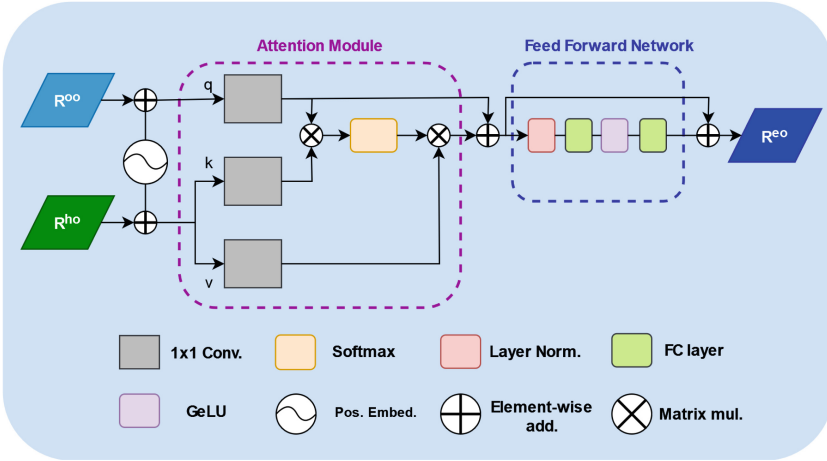 Attention Module
Feed Forward Network
q
R^oo
R^eo
k
R^ho
v
1x1 Conv.
Softmax
Layer Norm.
FC layer
GeLU
Pos. Embed.
Element-wise
add.
Matrix mul.